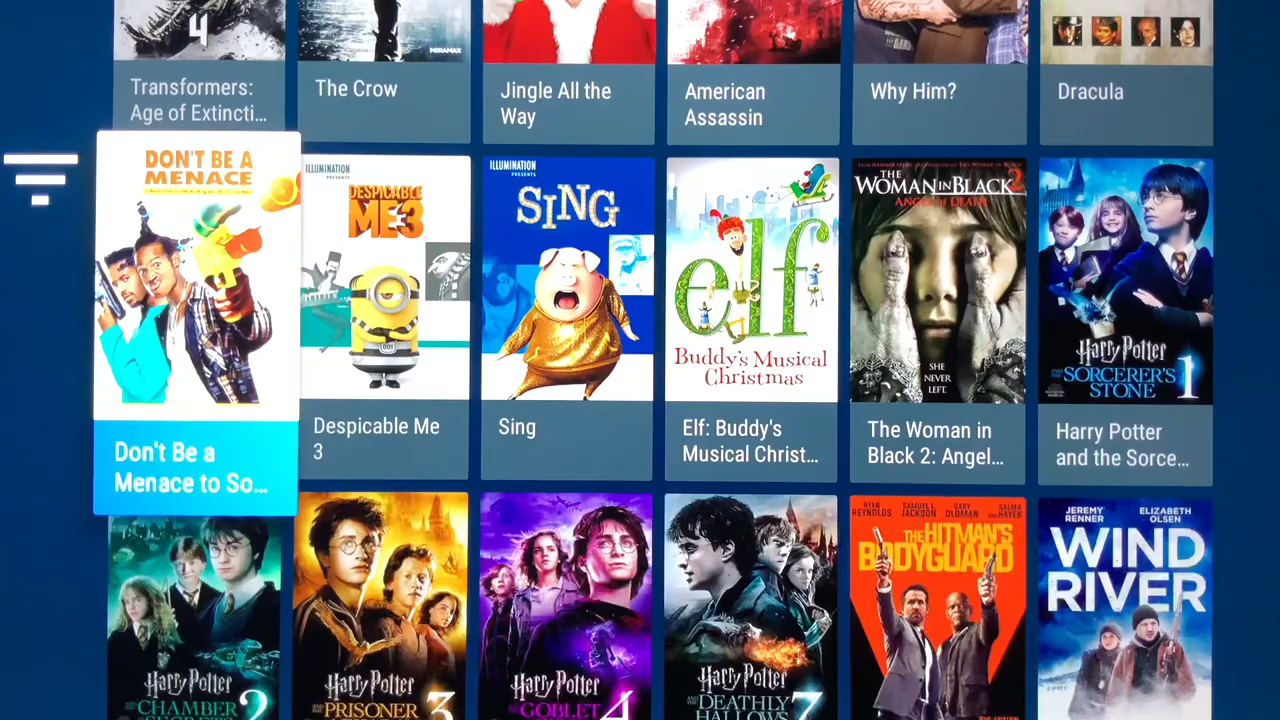 4
MIRAMAX
Transformers:
Age of Extincti...
The Crow
Jingle All the
Way
American
Assassin
Why Him?
Dracula
DON'T BE A
MENACE
Don't Be a
Menace to So...
ILLUMINATION
PRESENTS
DESPICABLE
ME3
Despicable Me
3
ILLUMINATION
PRESENTS
SING
Sing
elf
Buddy's Musical
Christmas
Elf: Buddy's
Musical Christ...
THE
WOMAN IN BLACK 2
ANGEL OF DEATH
SHE
NEVER
LEFT.
The Woman in
Black 2: Angel...
Harry Potter
AND THE
SORCERER'S
STONE
1
Harry Potter
and the Sorce...
Harry Potter
CHAMBER
2
Harry Potter
PRISONER
3
Harry Potter
GOBLET
4
Harry Potter
AND THE
DEATHLY
HALLOWS
7
RYAN
REYNOLDS
SAMUEL L.
JACKSON
GARY
OLDMAN
SALMA
HAYEK
THE HITMAN'S
BODYGUARD
JEREMY
RENNER
ELIZABETH
OLSEN
WIND
RIVER